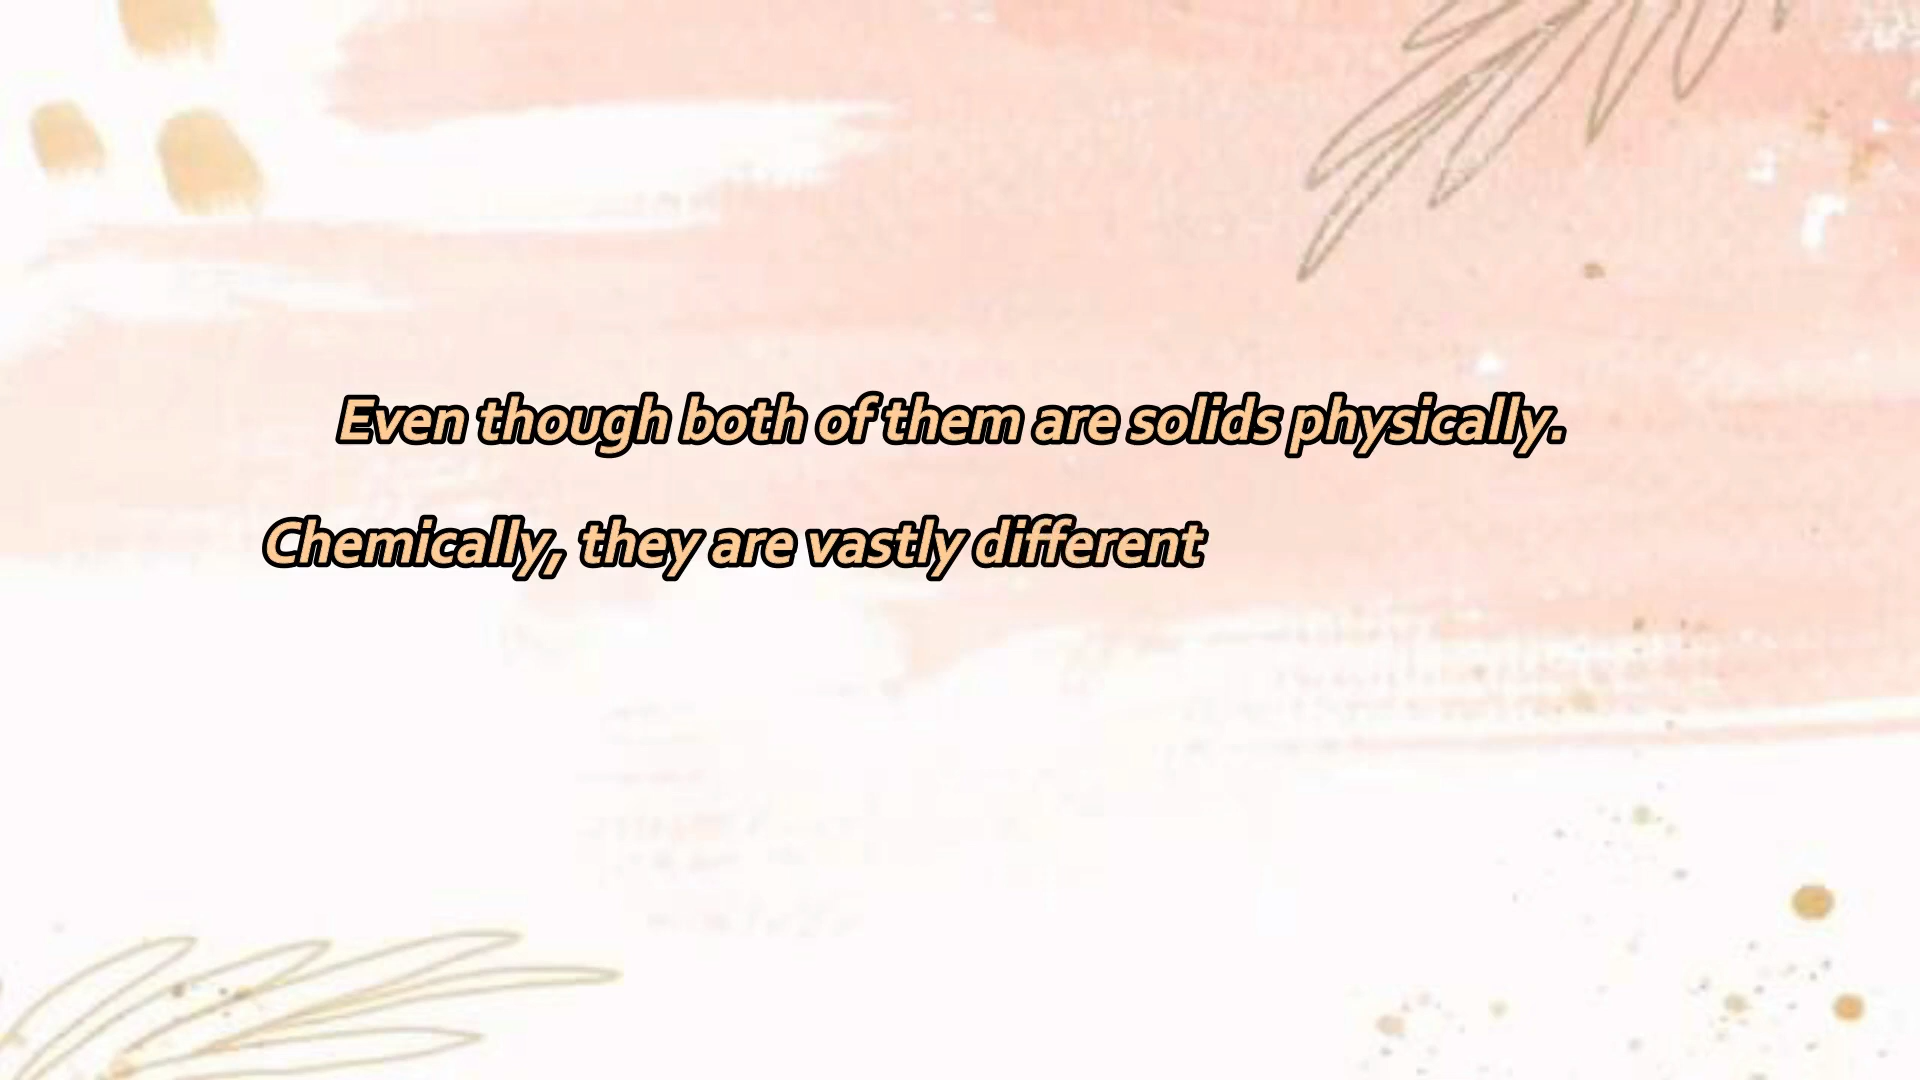 Even though both of them are solids physically.
Chemically, they are vastly different